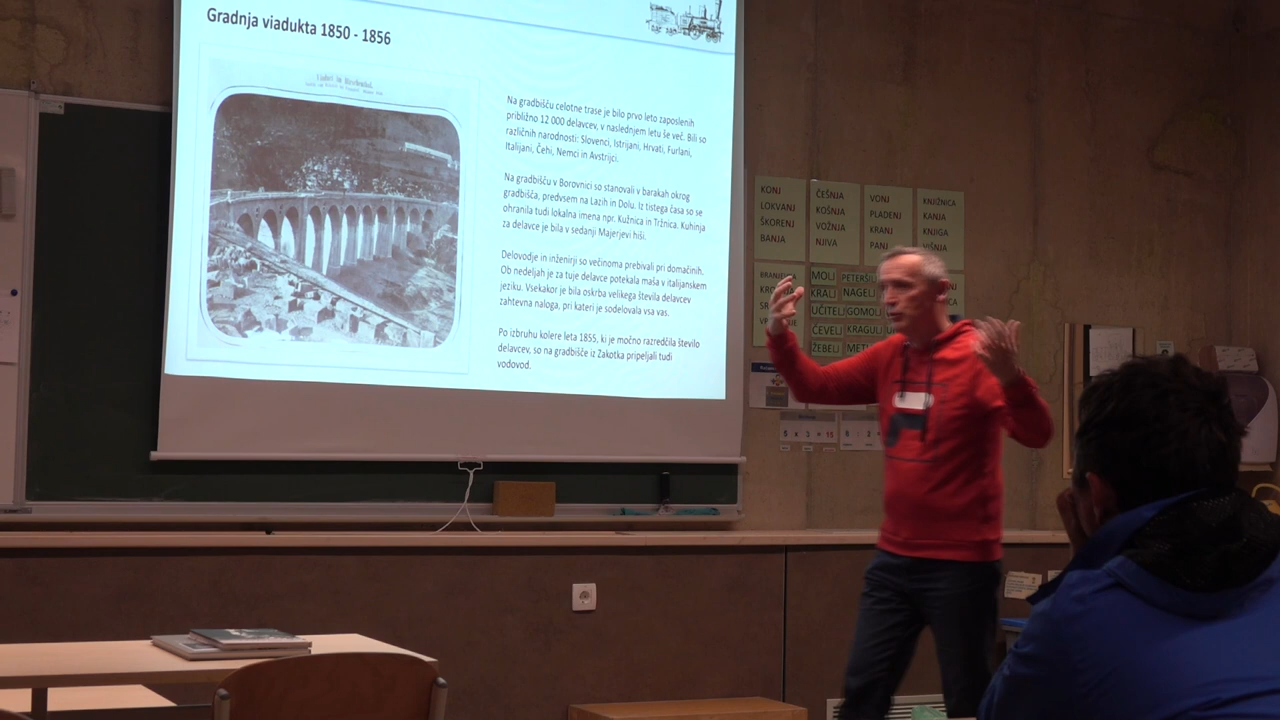 Gradnja viadukta 1850 - 1856
Na gradbišču celotne trase je bilo prvo leto zaposlenih
približno 12 000 delavcev, v naslednjem letu še več. Bili so
različnih narodnosti: Slovenci, Istrijani, Hrvati, Furlani,
Italijani, Čehi, Nemci in Avstrijci.
Na gradbišču v Borovnici so stanovali v barakah okrog
gradbišča, predvsem na Lazih in Dolu. Iz tistega časa so se
ohranila tudi lokalna imena npr. Kužnica in Tržnica. Kuhinja
za delavce je bila v sedanji Majerjevi hiši.
Delovodje in inženirji so večinoma prebivali pri domačinih.
Ob nedeljah je za tuje delavce potekala maša v italijanskem
jeziku. Vsekakor je bila oskrba velikega števila delavcev
zahtevna naloga, pri kateri je sodelovala vsa vas.
Po izbruhu kolere leta 1855, ki je močno razredčila število
delavcev, so na gradbišče iz Zakotka pripeljali tudi
vodovod.
KONJ
LOKVANJ
ŠKORENJ
BANJA
ČEŠNJA
KOŠNJA
VOŽNJA
NJIVA
VONJ
PLADENJ
KRANJ
PANJ
KNJIŽNICA
KANJA
KNJIGA
VIŠNJA
MOLJ
KRALJ
NAGELJ
UČITELJ
GOMOLJ
ČEVELJ
KRAGULJ
ŽEBELJ
5 x 3 = 15